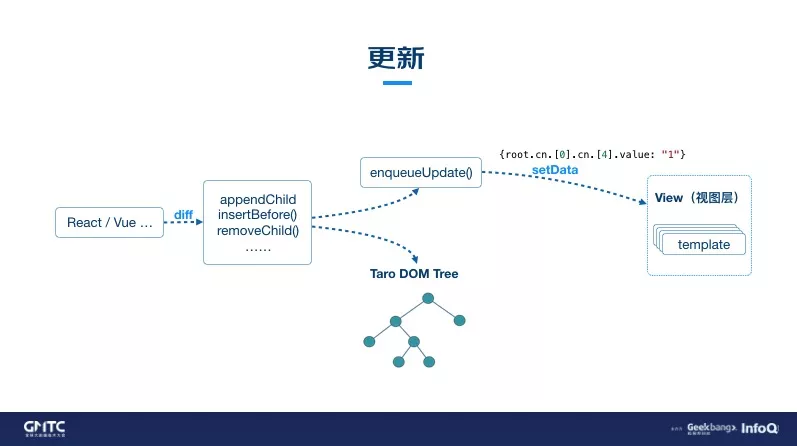 更新
{root.cn.[0].cn.[4].value: "1"}
enqueueUpdate()
setData
View（视图层）
appendChild
insertBefore()
removeChild()
……
React / Vue …
diff
template
Taro DOM Tree
GMTC
Geekbang>.
InfoQ